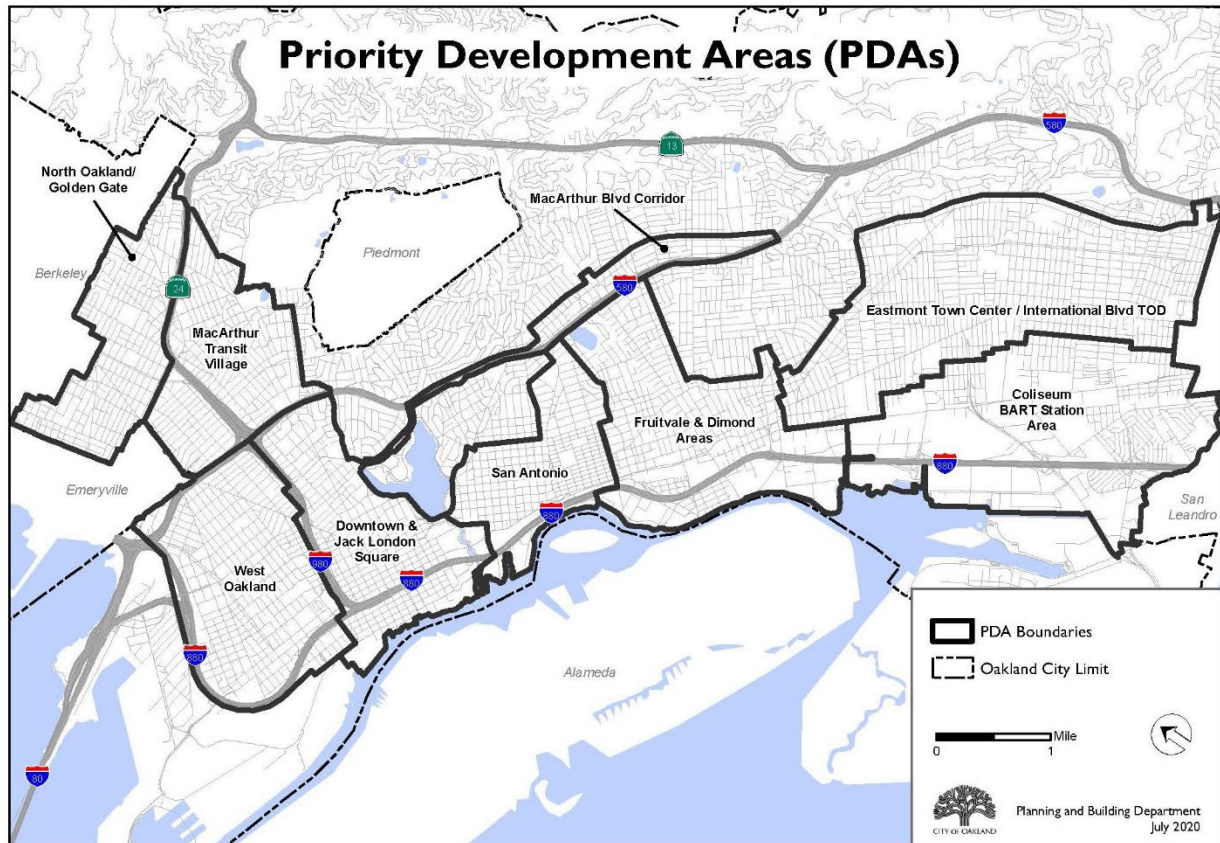 Priority Development Areas (PDAs)
580
13
North Oakland/
Golden Gate
MacArthur Blvd Corridor
Berkeley
Piedmont
24
580
MacArthur
Transit
Village
Eastmont Town Center / International Blvd TOD
Coliseum
BART Station
Area
Fruitvale & Dimond
Areas
San Antonio
880
Emeryville
880
San
Leandro
Downtown &
Jack London
Square
West
Oakland
980
880
880
Alameda
80
PDA Boundaries
Oakland City Limit
Mile
0
1
CITY OF OAKLAND
Planning and Building Department
July 2020